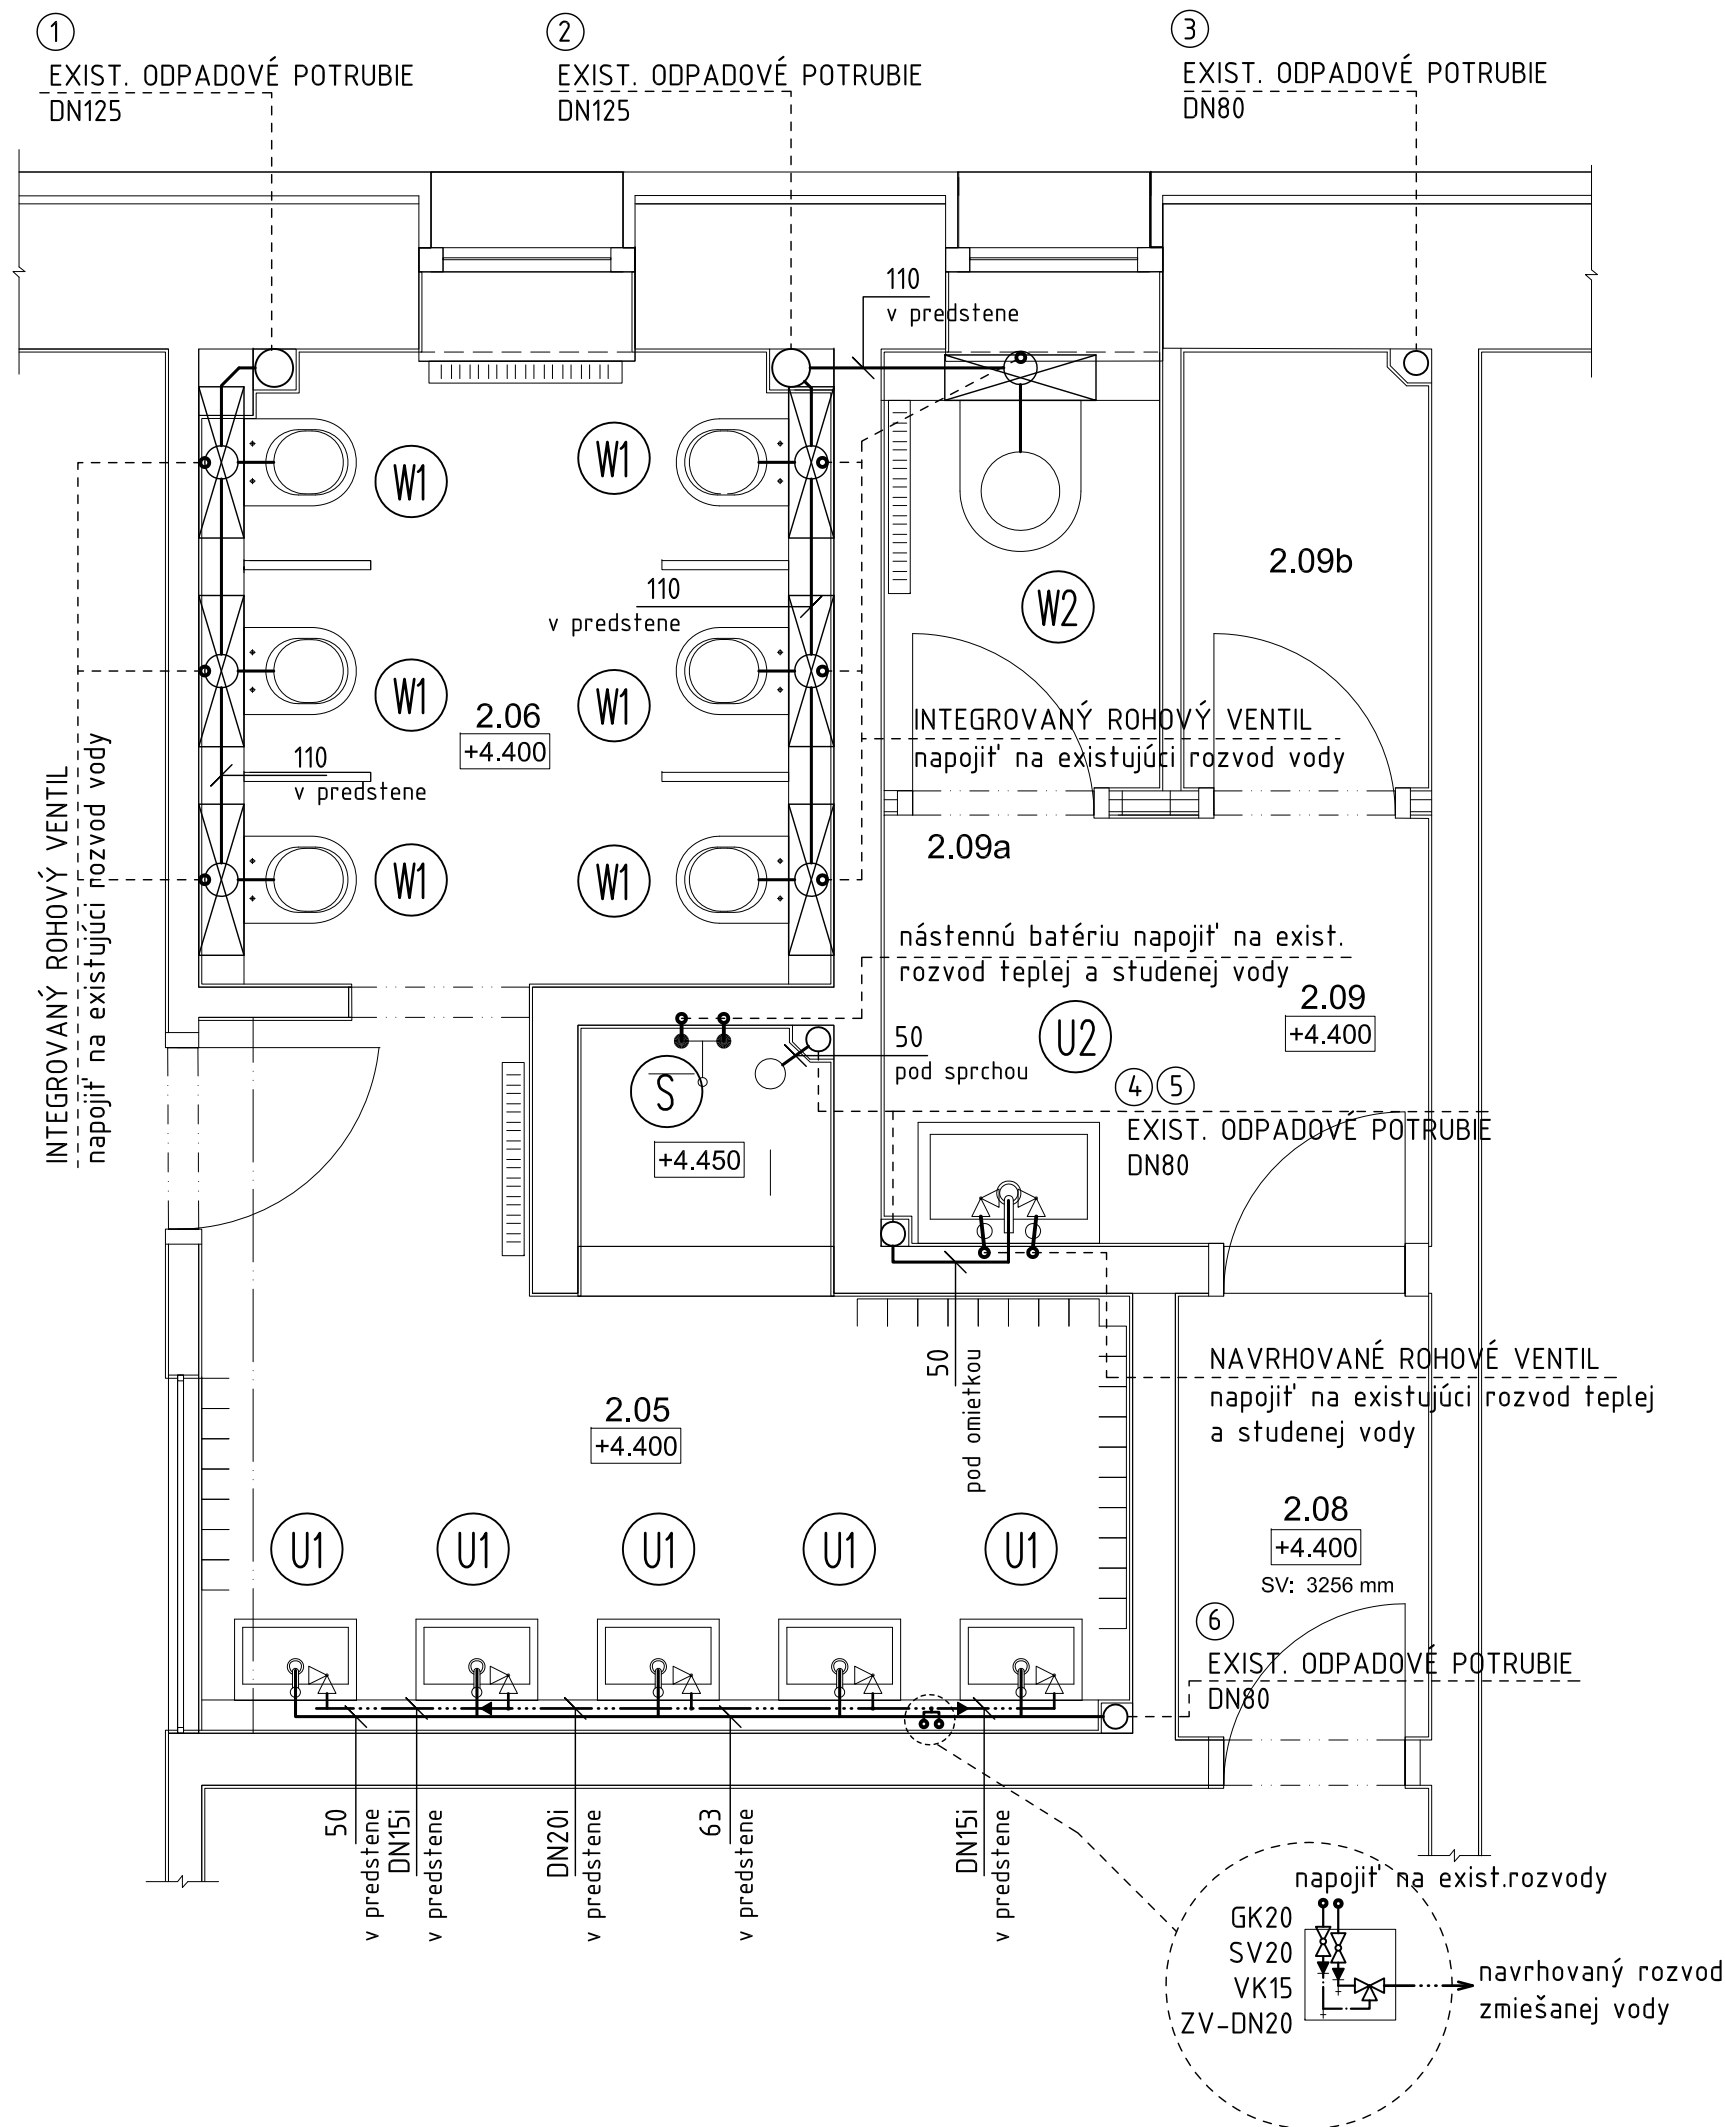 1
EXIST. ODPADOVÉ POTRUBIE
DN125
2
EXIST. ODPADOVÉ POTRUBIE
DN125
3
EXIST. ODPADOVÉ POTRUBIE
DN80
110
v predstene
W1
W1
W2
2.09b
110
v predstene
W1
W1
2.06
+4.400
INTEGROVANÝ ROHOVÝ VENTIL
napojiť na existujúci rozvod vody
110
v predstene
INTEGROVANÝ ROHOVÝ VENTIL
napojiť na existujúci rozvod vody
2.09a
W1
W1
nástennú batériu napojiť na exist.
rozvod teplej a studenej vody
2.09
+4.400
50
pod sprchou
U2
S
4 5
EXIST. ODPADOVÉ POTRUBIE
DN80
+4.450
50
pod omietkou
NAVRHOVANÉ ROHOVÉ VENTIL
napojiť na existujúci rozvod teplej
a studenej vody
2.05
+4.400
2.08
+4.400
SV: 3256 mm
U1
U1
U1
U1
U1
6
EXIST. ODPADOVÉ POTRUBIE
DN80
50
v predstene
DN15i
v predstene
DN20i
v predstene
63
v predstene
DN15i
v predstene
napojiť na exist.rozvody
GK20
SV20
VK15
ZV-DN20
navrhovaný rozvod
zmiešanej vody